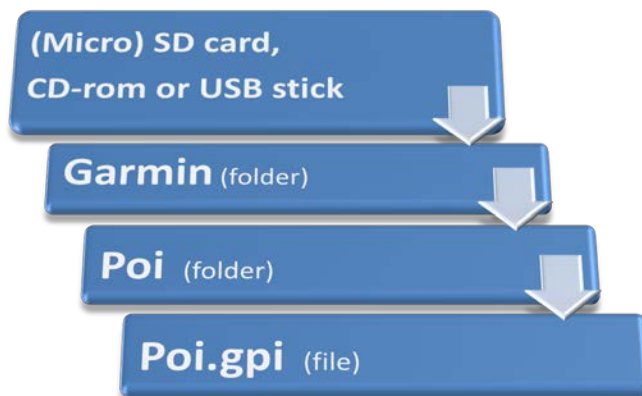 (Micro) SD card,
CD-rom or USB stick
Garmin (folder)
Poi (folder)
Poi.gpi (file)